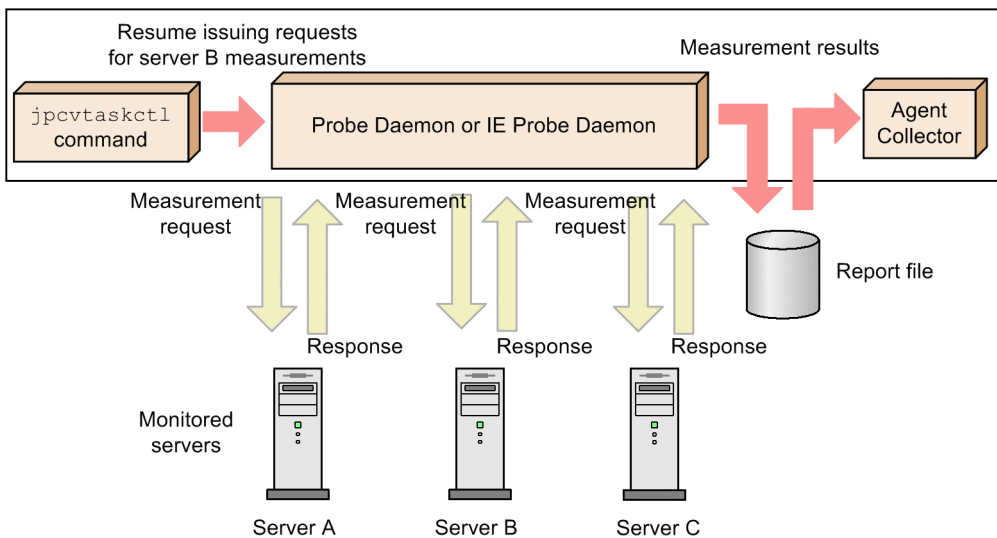 Resume issuing requests
for server B measurements
Measurement results
jpcvtaskctl
command
Probe Daemon or IE Probe Daemon
Agent
Collector
Measurement
request
Measurement
request
Measurement
request
Report file
Response
Response
Response
Monitored
servers
Server A
Server B
Server C